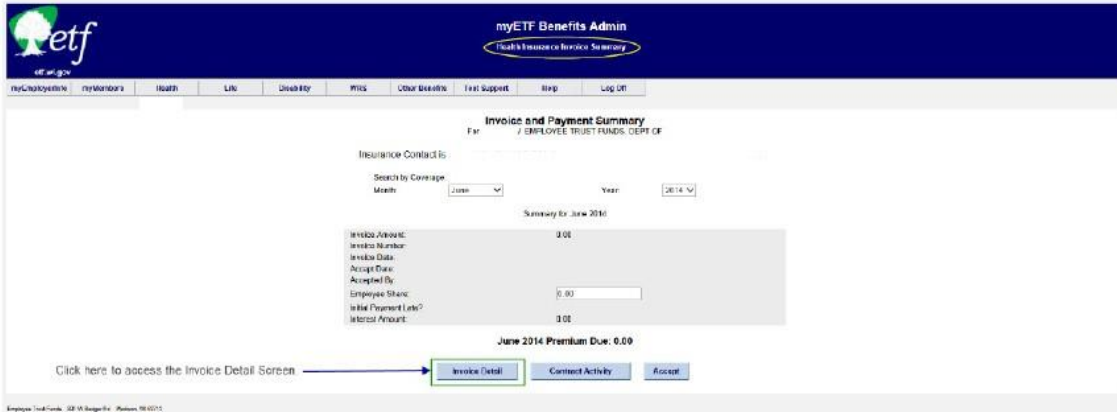 etf
etf.wi.gov
myETF Benefits Admin
Health Insurance Invoice Summary
myEmployerInfo myMembers Health Life Disability WRS Other Benefits Test Support Help Log Off
Invoice and Payment Summary
For / EMPLOYEE TRUST FUNDS, DEPT OF
Insurance Contact is
Search by Coverage
Month: June Year: 2014
Summary for June 2014
Invoice Amount: 0.00
Invoice Number:
Invoice Date:
Accept Date:
Accepted By:
Employee Share: 0.00
Initial Payment Late?
Interest Amount: 0.00
June 2014 Premium Due: 0.00
Click here to access the Invoice Detail Screen
Invoice Detail Contract Activity Accept
Employee Trust Funds